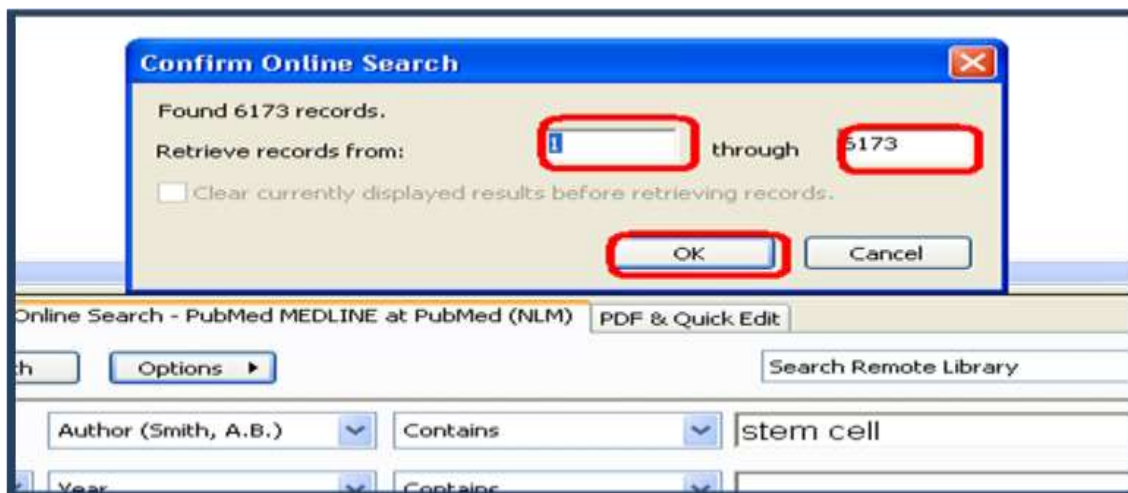 Confirm Online Search
Found 6173 records.
Retrieve records from: 1 through 6173
Clear currently displayed results before retrieving records.
OK Cancel
Online Search - PubMed MEDLINE at PubMed (NLM) PDF & Quick Edit
Options Search Remote Library
Author (Smith, A.B.) Contains stem cell
Year Contains